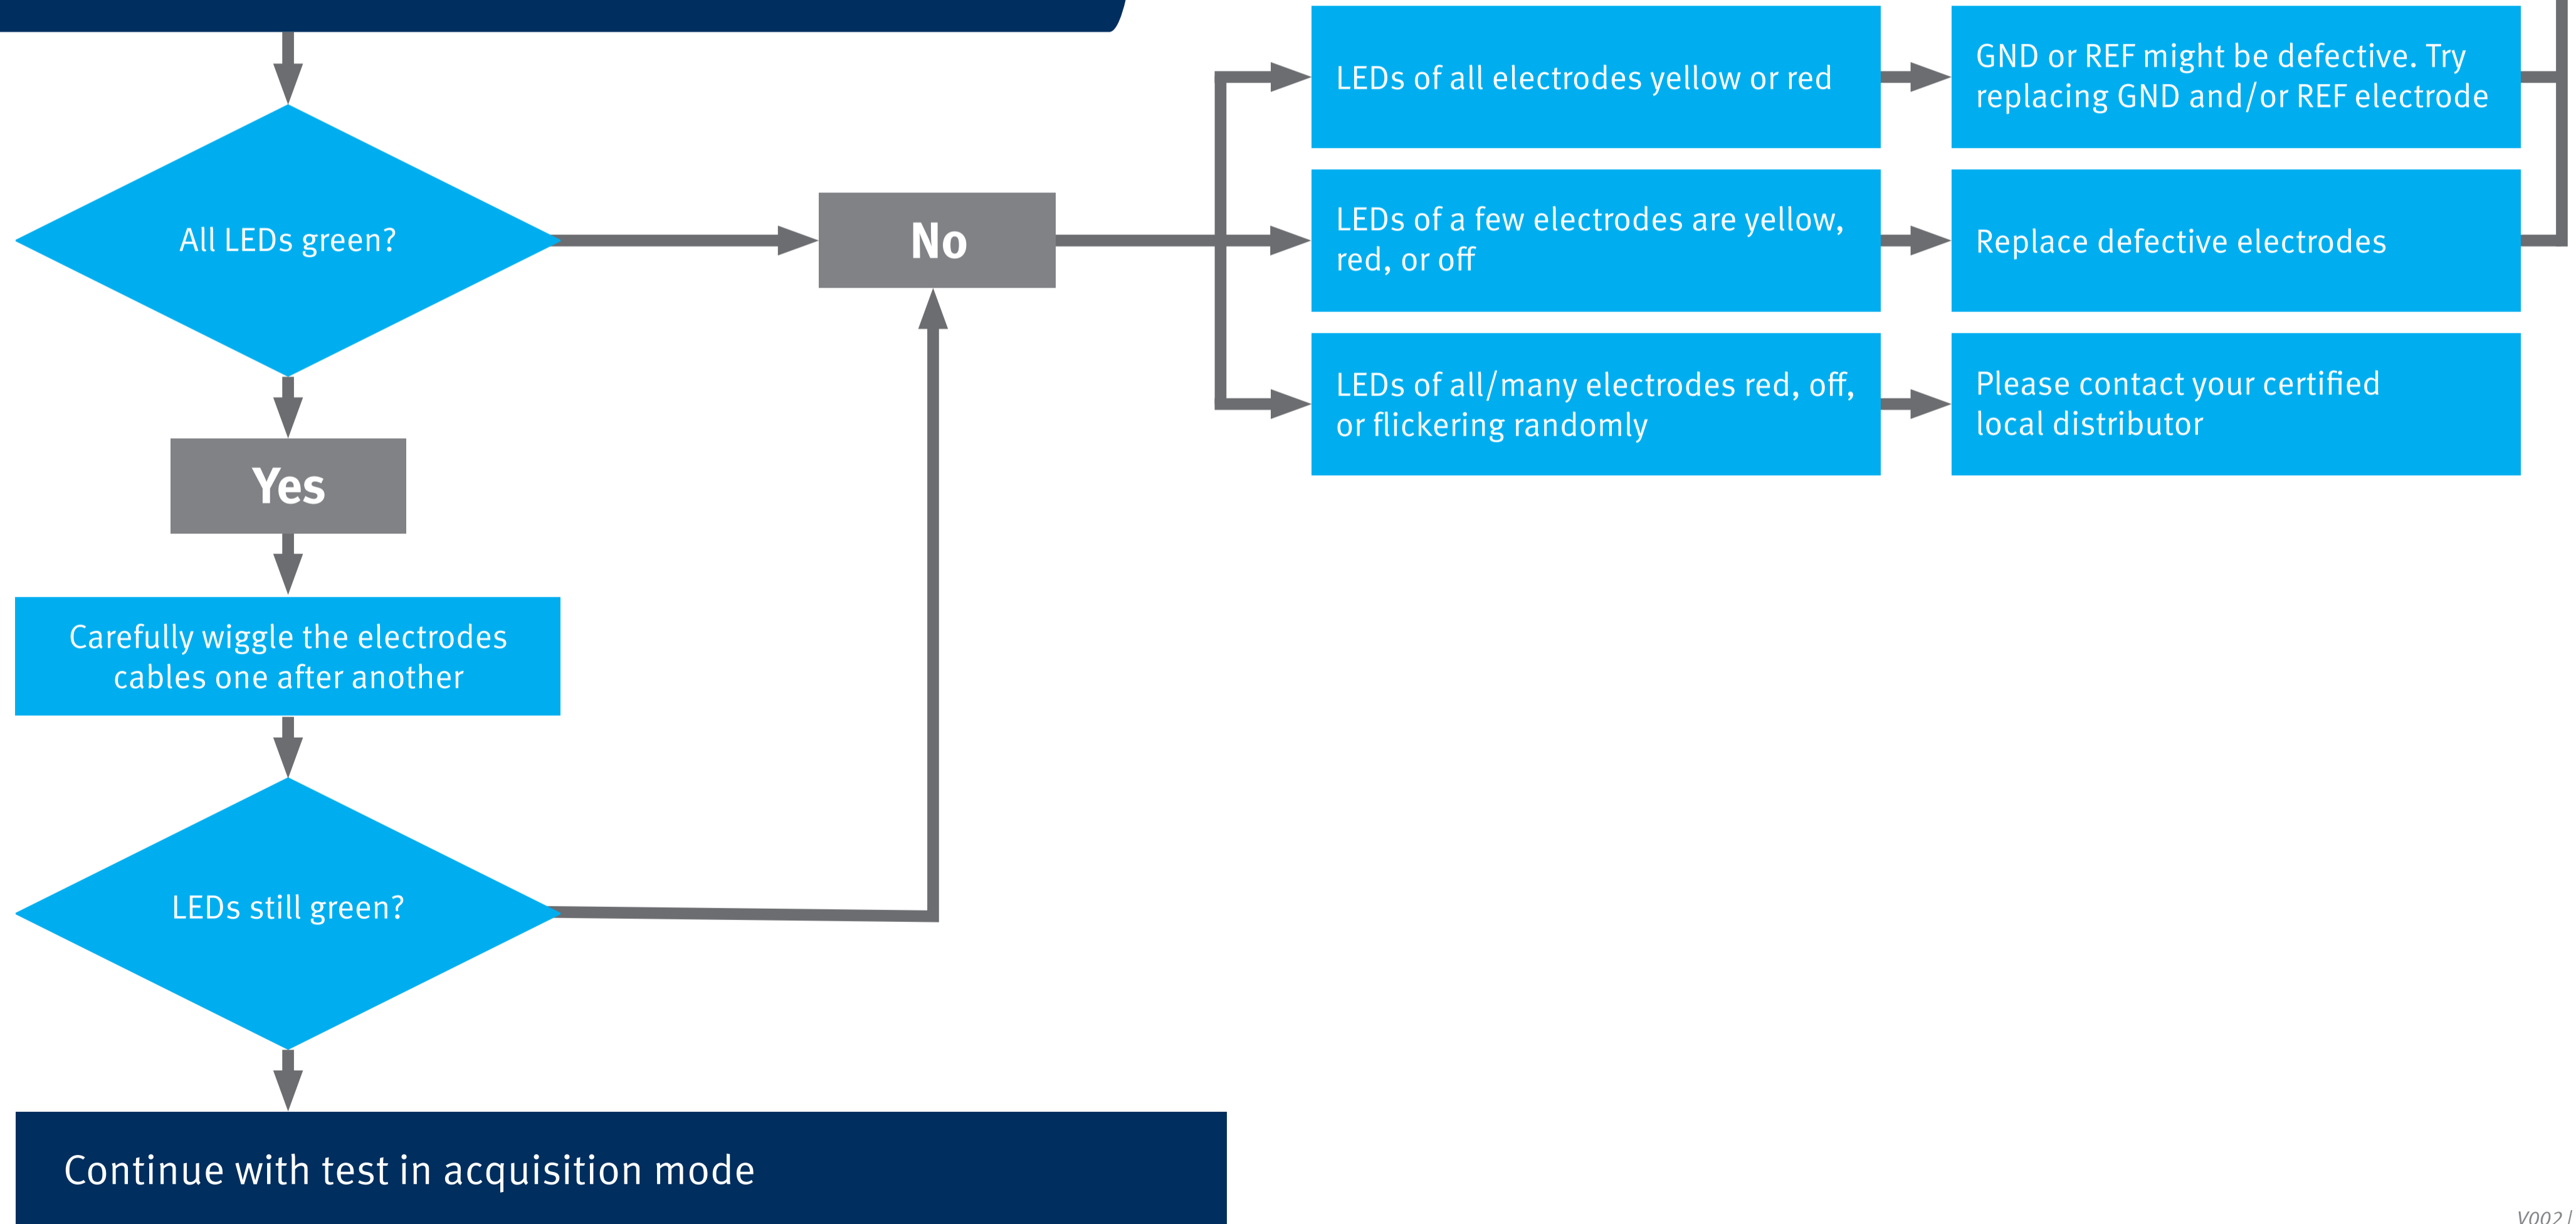 LEDs of all electrodes yellow or red
GND or REF might be defective. Try
replacing GND and/or REF electrode
All LEDs green?
No
LEDs of a few electrodes are yellow,
red, or off
Replace defective electrodes
LEDs of all/many electrodes red, off,
or flickering randomly
Please contact your certified
local distributor
Yes
Carefully wiggle the electrodes
cables one after another
LEDs still green?
Continue with test in acquisition mode
V002 |